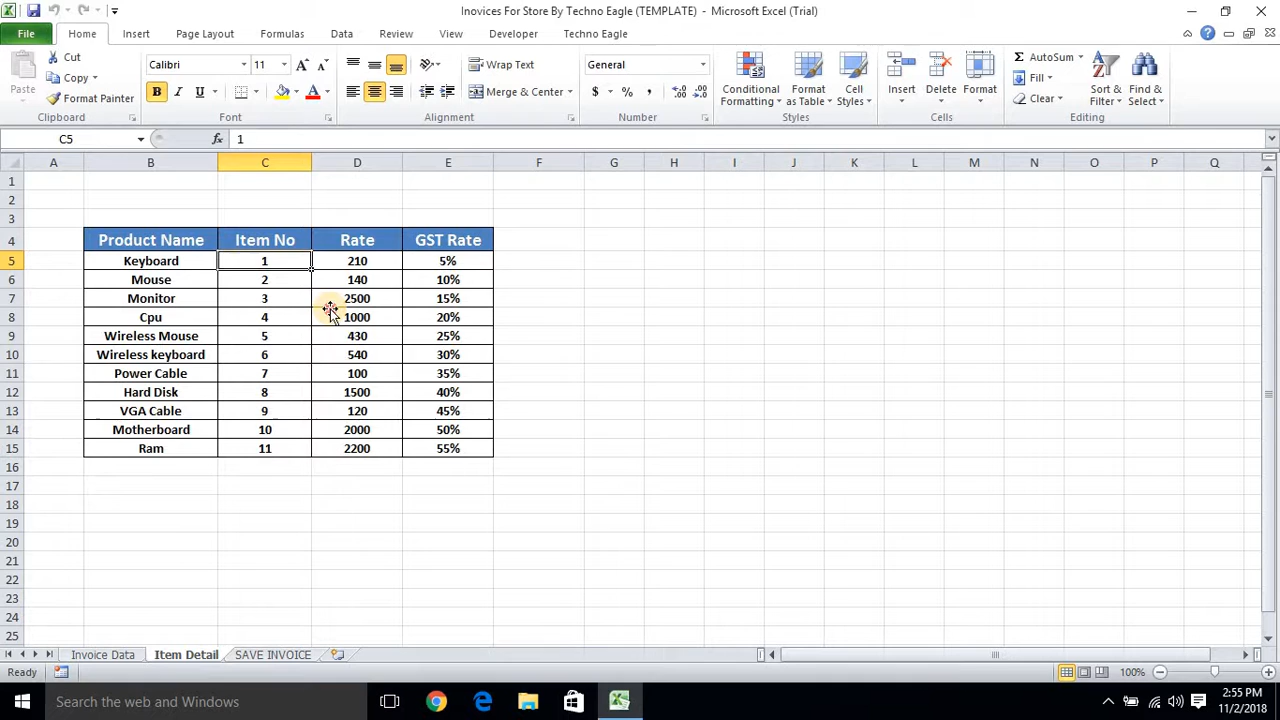 Inovices For Store By Techno Eagle (TEMPLATE) - Microsoft Excel (Trial)
File Home Insert Page Layout Formulas Data Review View Developer Techno Eagle
Paste
Cut
Copy
Format Painter
Clipboard
Calibri 11
B I U
Font
Wrap Text
Merge & Center
Alignment
General
$ % ,
Number
Conditional Formatting
Format as Table
Cell Styles
Styles
Insert Delete Format
Cells
AutoSum
Fill
Clear
Sort & Filter
Find & Select
Editing
C5 fx 1
A B C D E F G H I J K L M N O P Q
1
2
3
4 Product Name Item No Rate GST Rate
5 Keyboard 1 210 5%
6 Mouse 2 140 10%
7 Monitor 3 2500 15%
8 Cpu 4 1000 20%
9 Wireless Mouse 5 430 25%
10 Wireless keyboard 6 540 30%
11 Power Cable 7 100 35%
12 Hard Disk 8 1500 40%
13 VGA Cable 9 120 45%
14 Motherboard 10 2000 50%
15 Ram 11 2200 55%
16
17
18
19
20
21
22
23
24
25
Invoice Data Item Detail SAVE INVOICE
Ready 100%
Search the web and Windows
2:55 PM
11/2/2018